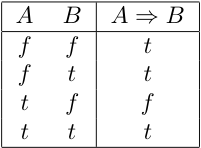 A B A ⇒ B
f f t
f t t
t f f
t t t